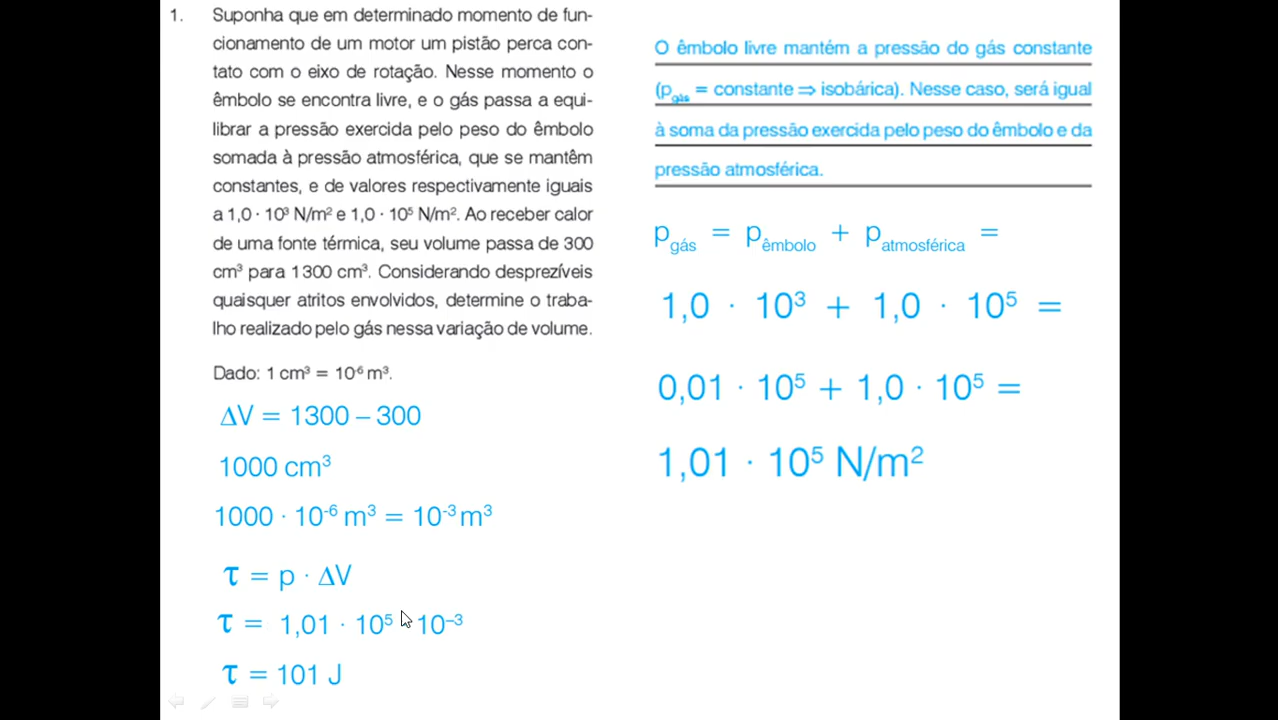 1. Suponha que em determinado momento de fun-
cionamento de um motor um pistão perca con-
tato com o eixo de rotação. Nesse momento o
êmbolo se encontra livre, e o gás passa a equi-
librar a pressão exercida pelo peso do êmbolo
somada à pressão atmosférica, que se mantêm
constantes, e de valores respectivamente iguais
a 1,0 · 10³ N/m² e 1,0 · 10⁵ N/m². Ao receber calor
de uma fonte térmica, seu volume passa de 300
cm³ para 1 300 cm³. Considerando desprezíveis
quaisquer atritos envolvidos, determine o traba-
lho realizado pelo gás nessa variação de volume.
Dado: 1 cm³ = 10⁻⁶ m³.
ΔV = 1300 – 300
1000 cm³
1000 · 10⁻⁶ m³ = 10⁻³ m³
τ = p · ΔV
τ = 1,01 · 10⁵ 10⁻³
τ = 101 J
O êmbolo livre mantém a pressão do gás constante
(p gás = constante ⇒ isobárica). Nesse caso, será igual
à soma da pressão exercida pelo peso do êmbolo e da
pressão atmosférica.
p gás = p êmbolo + p atmosférica =
1,0 · 10³ + 1,0 · 10⁵ =
0,01 · 10⁵ + 1,0 · 10⁵ =
1,01 · 10⁵ N/m²